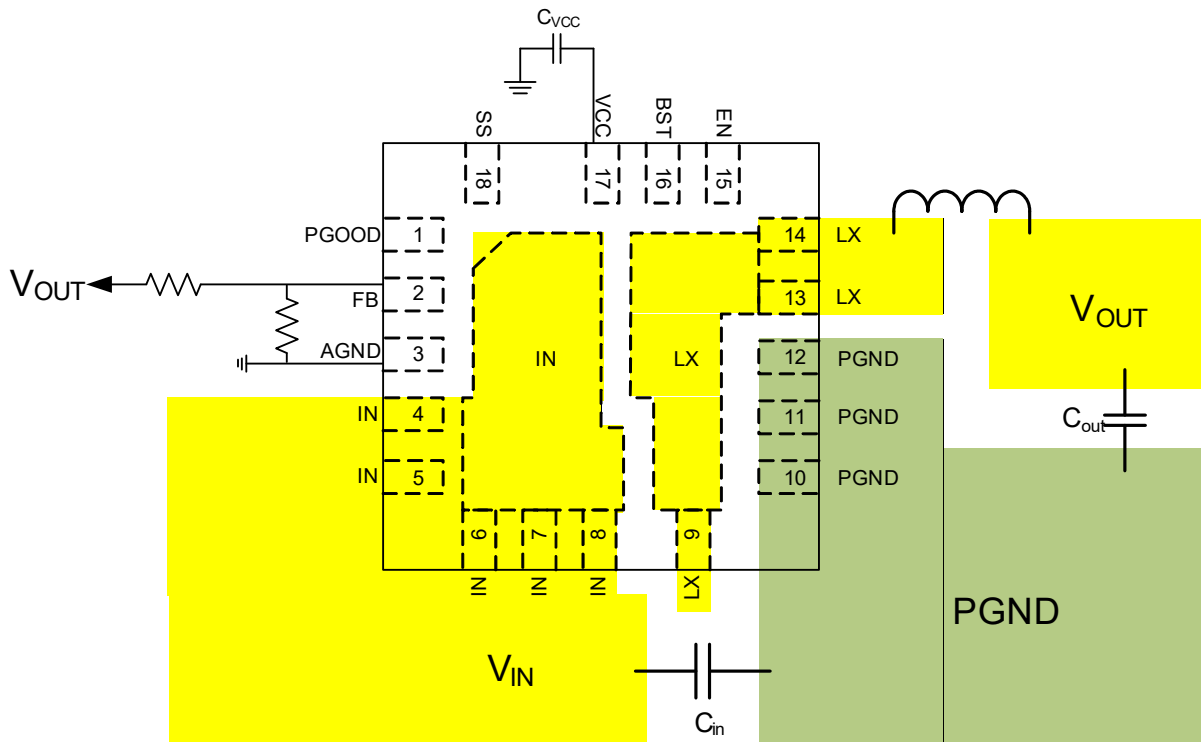 CVCC
SS
VCC
BST
EN
18
17
16
15
PGOOD
1
14
LX
VOUT
2
FB
13
LX
VOUT
AGND
3
IN
LX
12
PGND
IN
4
11
PGND
Cout
IN
5
10
PGND
6
7
8
9
IN
IN
IN
LX
PGND
VIN
Cin